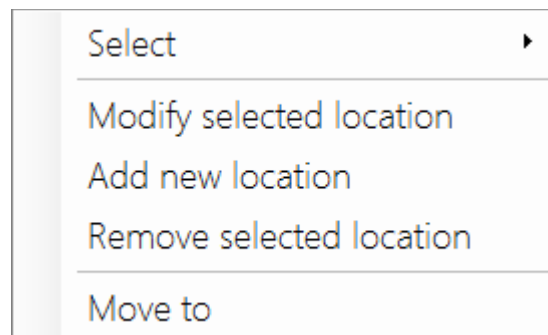 Select
Modify selected location
Add new location
Remove selected location
Move to